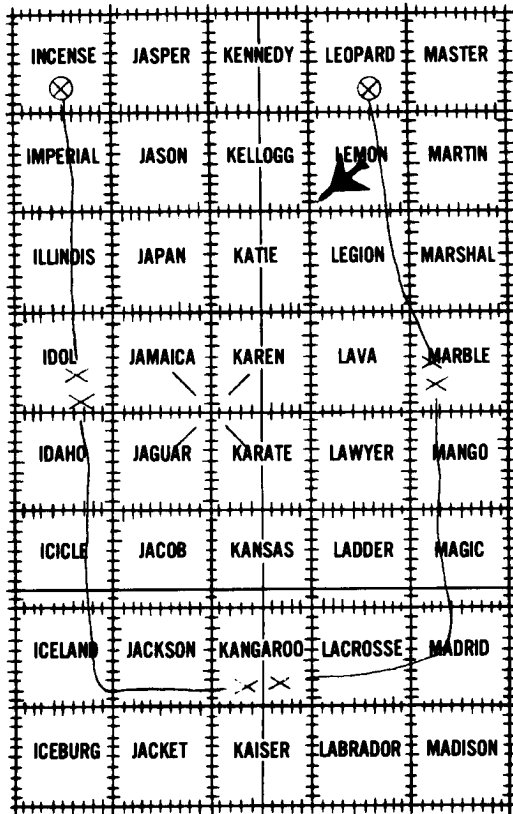 INCENSE JASPER KENNEDY LEOPARD MASTER
IMPERIAL JASON KELLOGG LEMON MARTIN
ILLINOIS JAPAN KATIE LEGION MARSHAL
IDOL JAMAICA KAREN LAVA MARBLE
IDAHO JAGUAR KARATE LAWYER MANGO
ICICLE JACOB KANSAS LADDER MAGIC
ICELAND JACKSON KANGAROO LACROSSE MADRID
ICEBURG JACKET KAISER LABRADOR MADISON